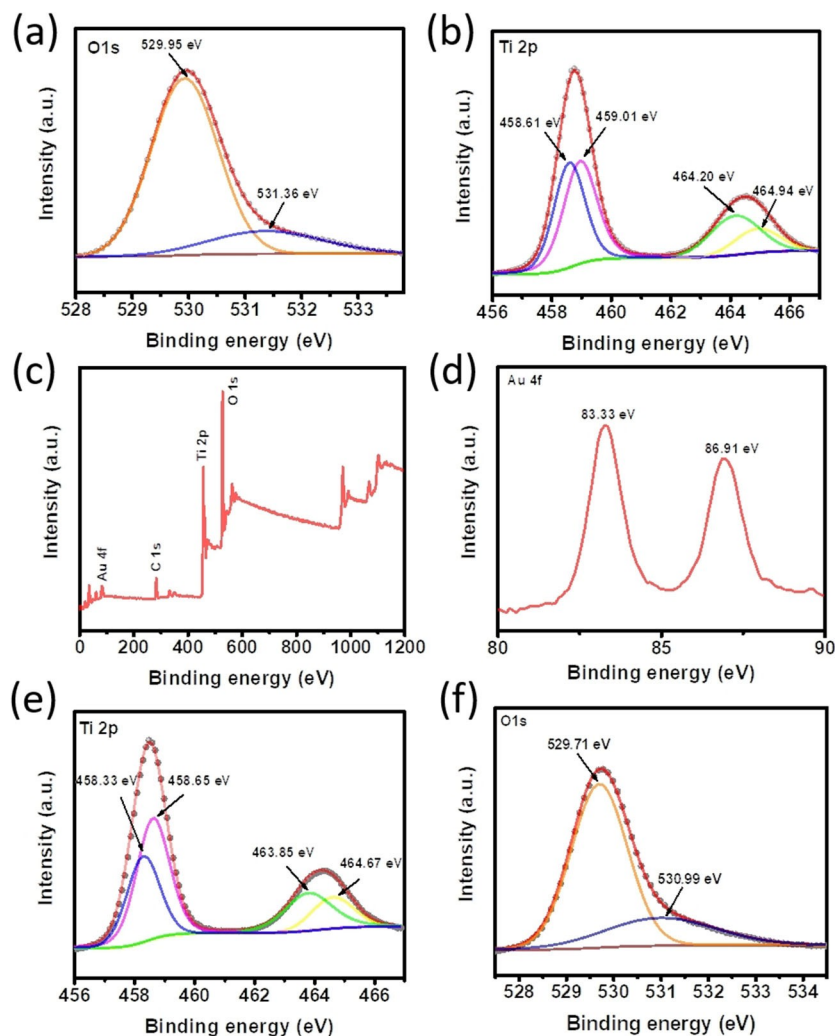 (a)
O1s
529.95 eV
531.36 eV
Intensity (a.u.)
528 529 530 531 532 533
Binding energy (eV)
(b)
Ti 2p
458.61 eV
459.01 eV
464.20 eV
464.94 eV
Intensity (a.u.)
456 458 460 462 464 466
Binding energy (eV)
(c)
O 1s
Ti 2p
C 1s
Au 4f
Intensity (a.u.)
0 200 400 600 800 1000 1200
Binding energy (eV)
(d)
Au 4f
83.33 eV
86.91 eV
Intensity (a.u.)
80 85 90
Binding energy (eV)
(e)
Ti 2p
458.33 eV
458.65 eV
463.85 eV
464.67 eV
Intensity (a.u.)
456 458 460 462 464 466
Binding energy (eV)
(f)
O1s
529.71 eV
530.99 eV
Intensity (a.u.)
528 529 530 531 532 533 534
Binding energy (eV)